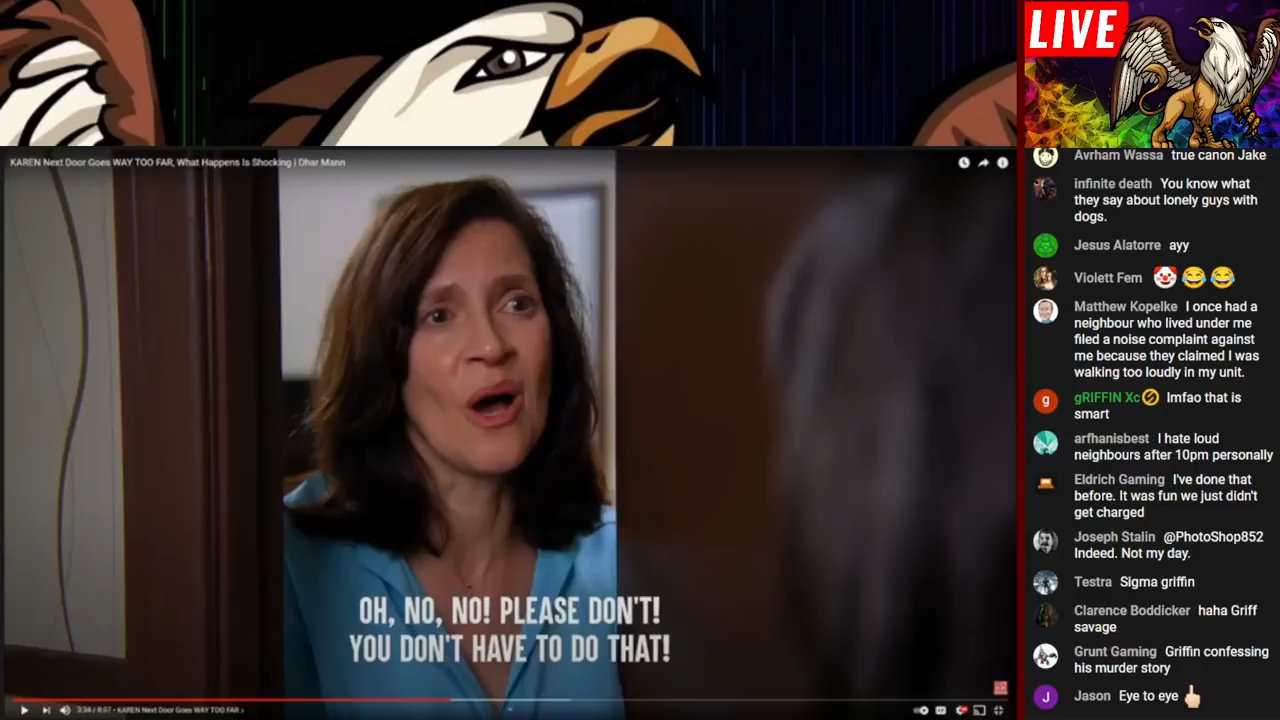 LIVE
KAREN Next Door Goes WAY TOO FAR, What Happens Is Shocking | Dhar Mann
OH, NO, NO! PLEASE DON'T!
YOU DON'T HAVE TO DO THAT!
3:34 / 8:07 • KAREN Next Door Goes WAY TOO FAR ›
Avrham Wassa true canon Jake
infinite death You know what
they say about lonely guys with
dogs.
Jesus Alatorre ayy
Violett Fem 🤡😂😂
Matthew Kopelke I once had a
neighbour who lived under me
filed a noise complaint against
me because they claimed I was
walking too loudly in my unit.
g
gRIFFIN Xc lmfao that is
smart
arfhanisbest I hate loud
neighbours after 10pm personally
Eldrich Gaming I've done that
before. It was fun we just didn't
get charged
Joseph Stalin @PhotoShop852
Indeed. Not my day.
Testra Sigma griffin
Clarence Boddicker haha Griff
savage
Grunt Gaming Griffin confessing
his murder story
J
Jason Eye to eye 🖕🏻